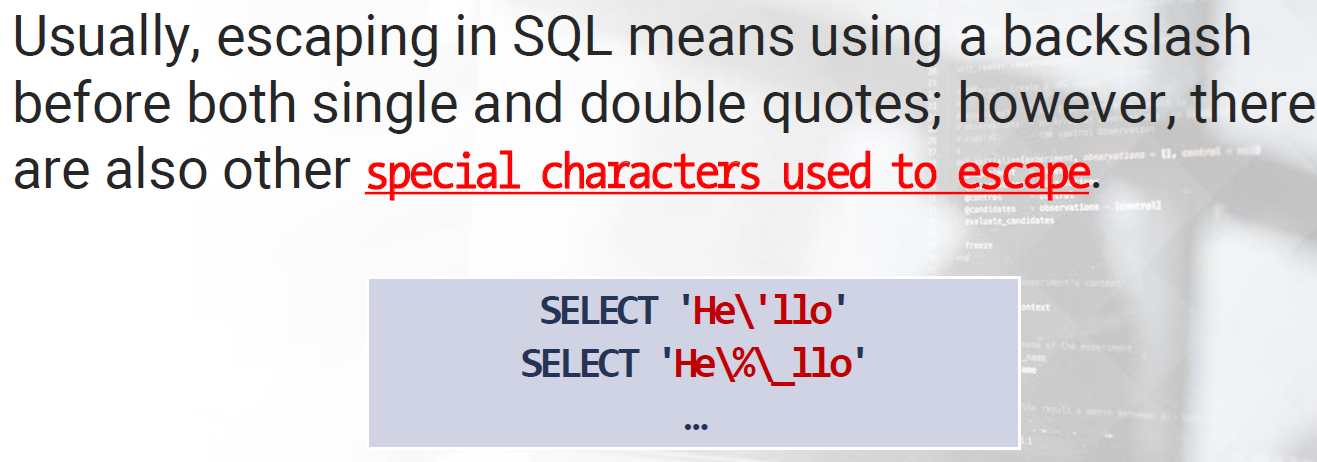 Usually, escaping in SQL means using a backslash
before both single and double quotes; however, there
are also other special characters used to escape.
SELECT 'He\'llo'
SELECT 'He\%\_llo'
…